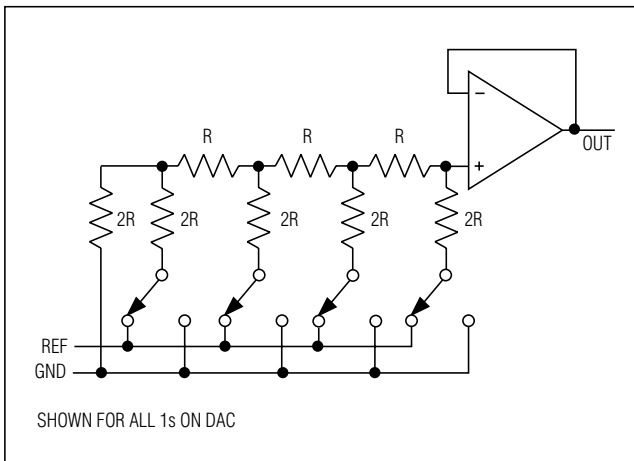 R R R
− +
OUT
2R 2R 2R 2R 2R
REF
GND
SHOWN FOR ALL 1s ON DAC